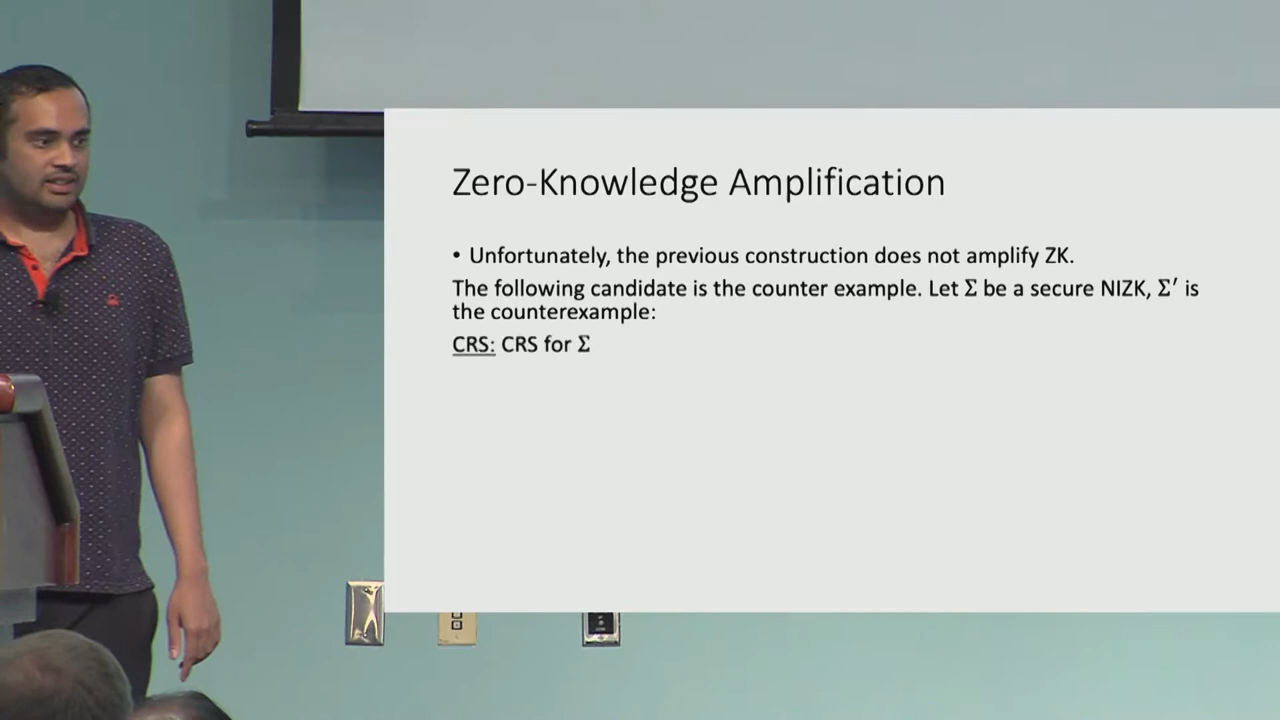 Zero-Knowledge Amplification
• Unfortunately, the previous construction does not amplify ZK.
The following candidate is the counter example. Let Σ be a secure NIZK, Σ′ is
the counterexample:
CRS: CRS for Σ